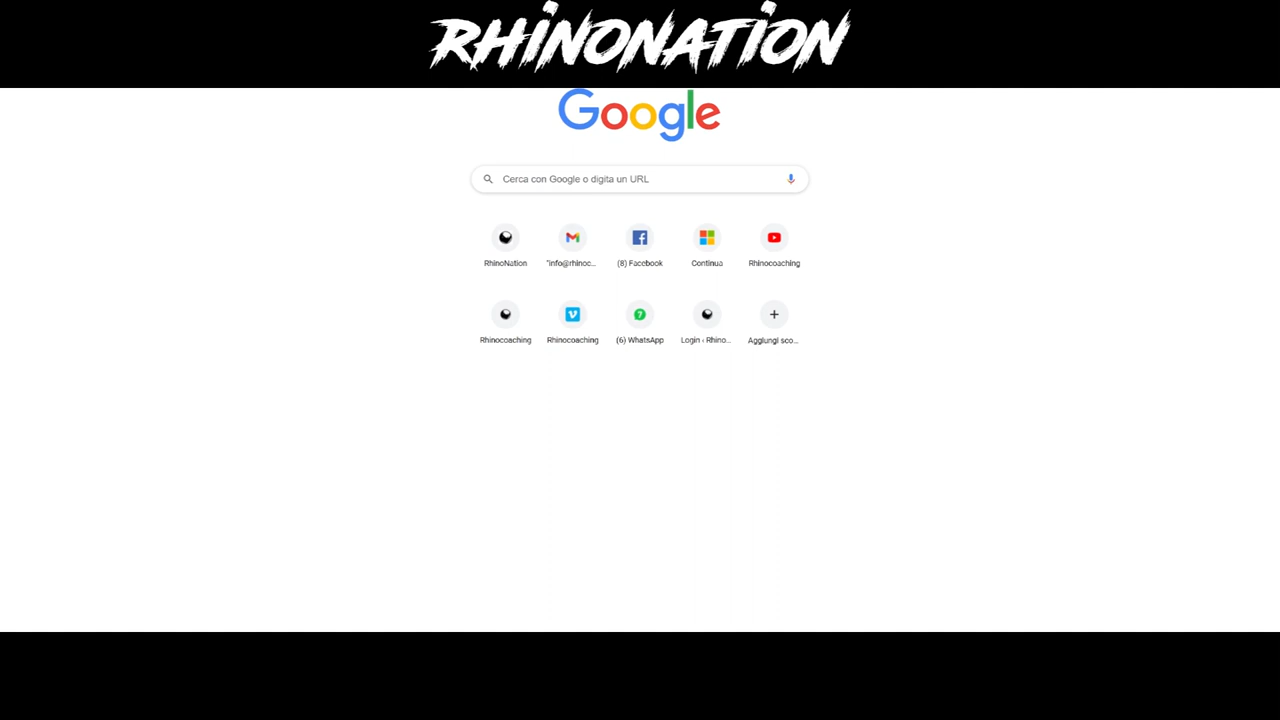 RHINONATION
Google
Cerca con Google o digita un URL
RhinoNation
"info@rhinoc...
(8) Facebook
Continua
Rhinocoaching
Rhinocoaching
Rhinocoaching
(6) WhatsApp
Login ‹ Rhino...
Aggiungi sco...